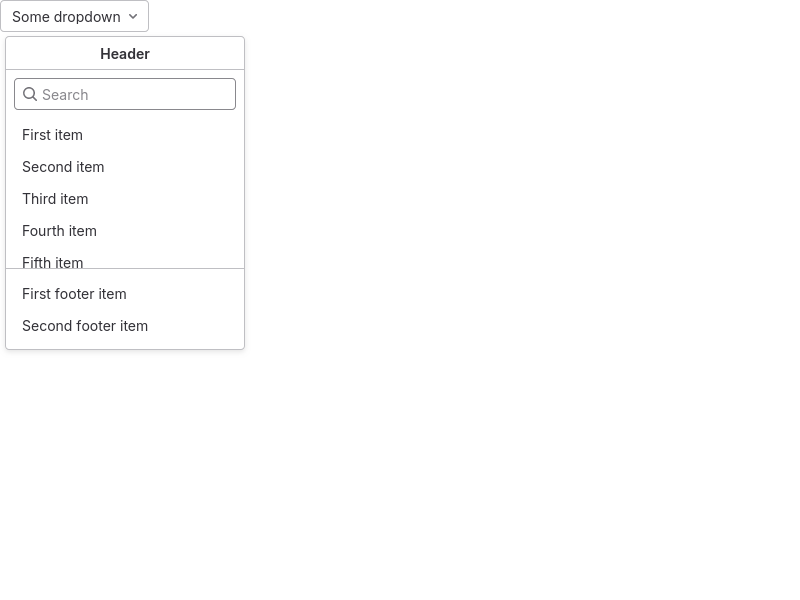 Some dropdown
Header
Search
First item
Second item
Third item
Fourth item
Fifth item
First footer item
Second footer item